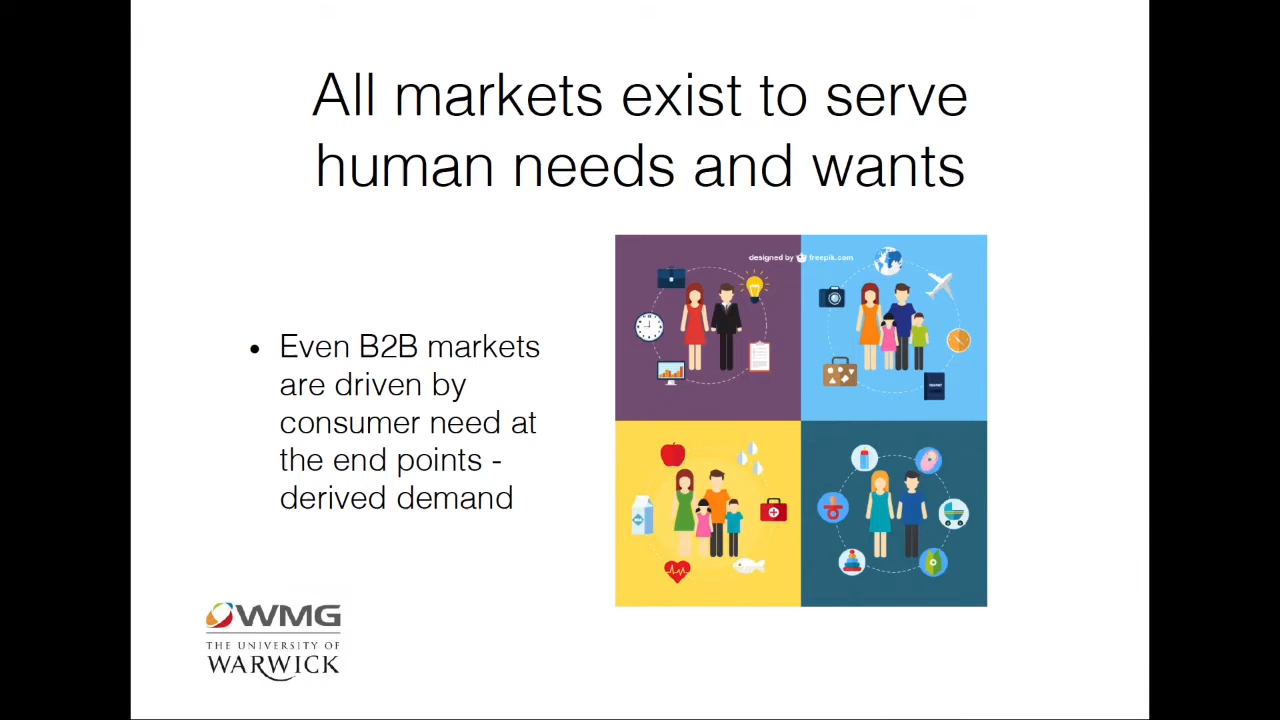 All markets exist to serve
human needs and wants
designed by freepik.com
• Even B2B markets
are driven by
consumer need at
the end points -
derived demand
WMG
THE UNIVERSITY OF
WARWICK